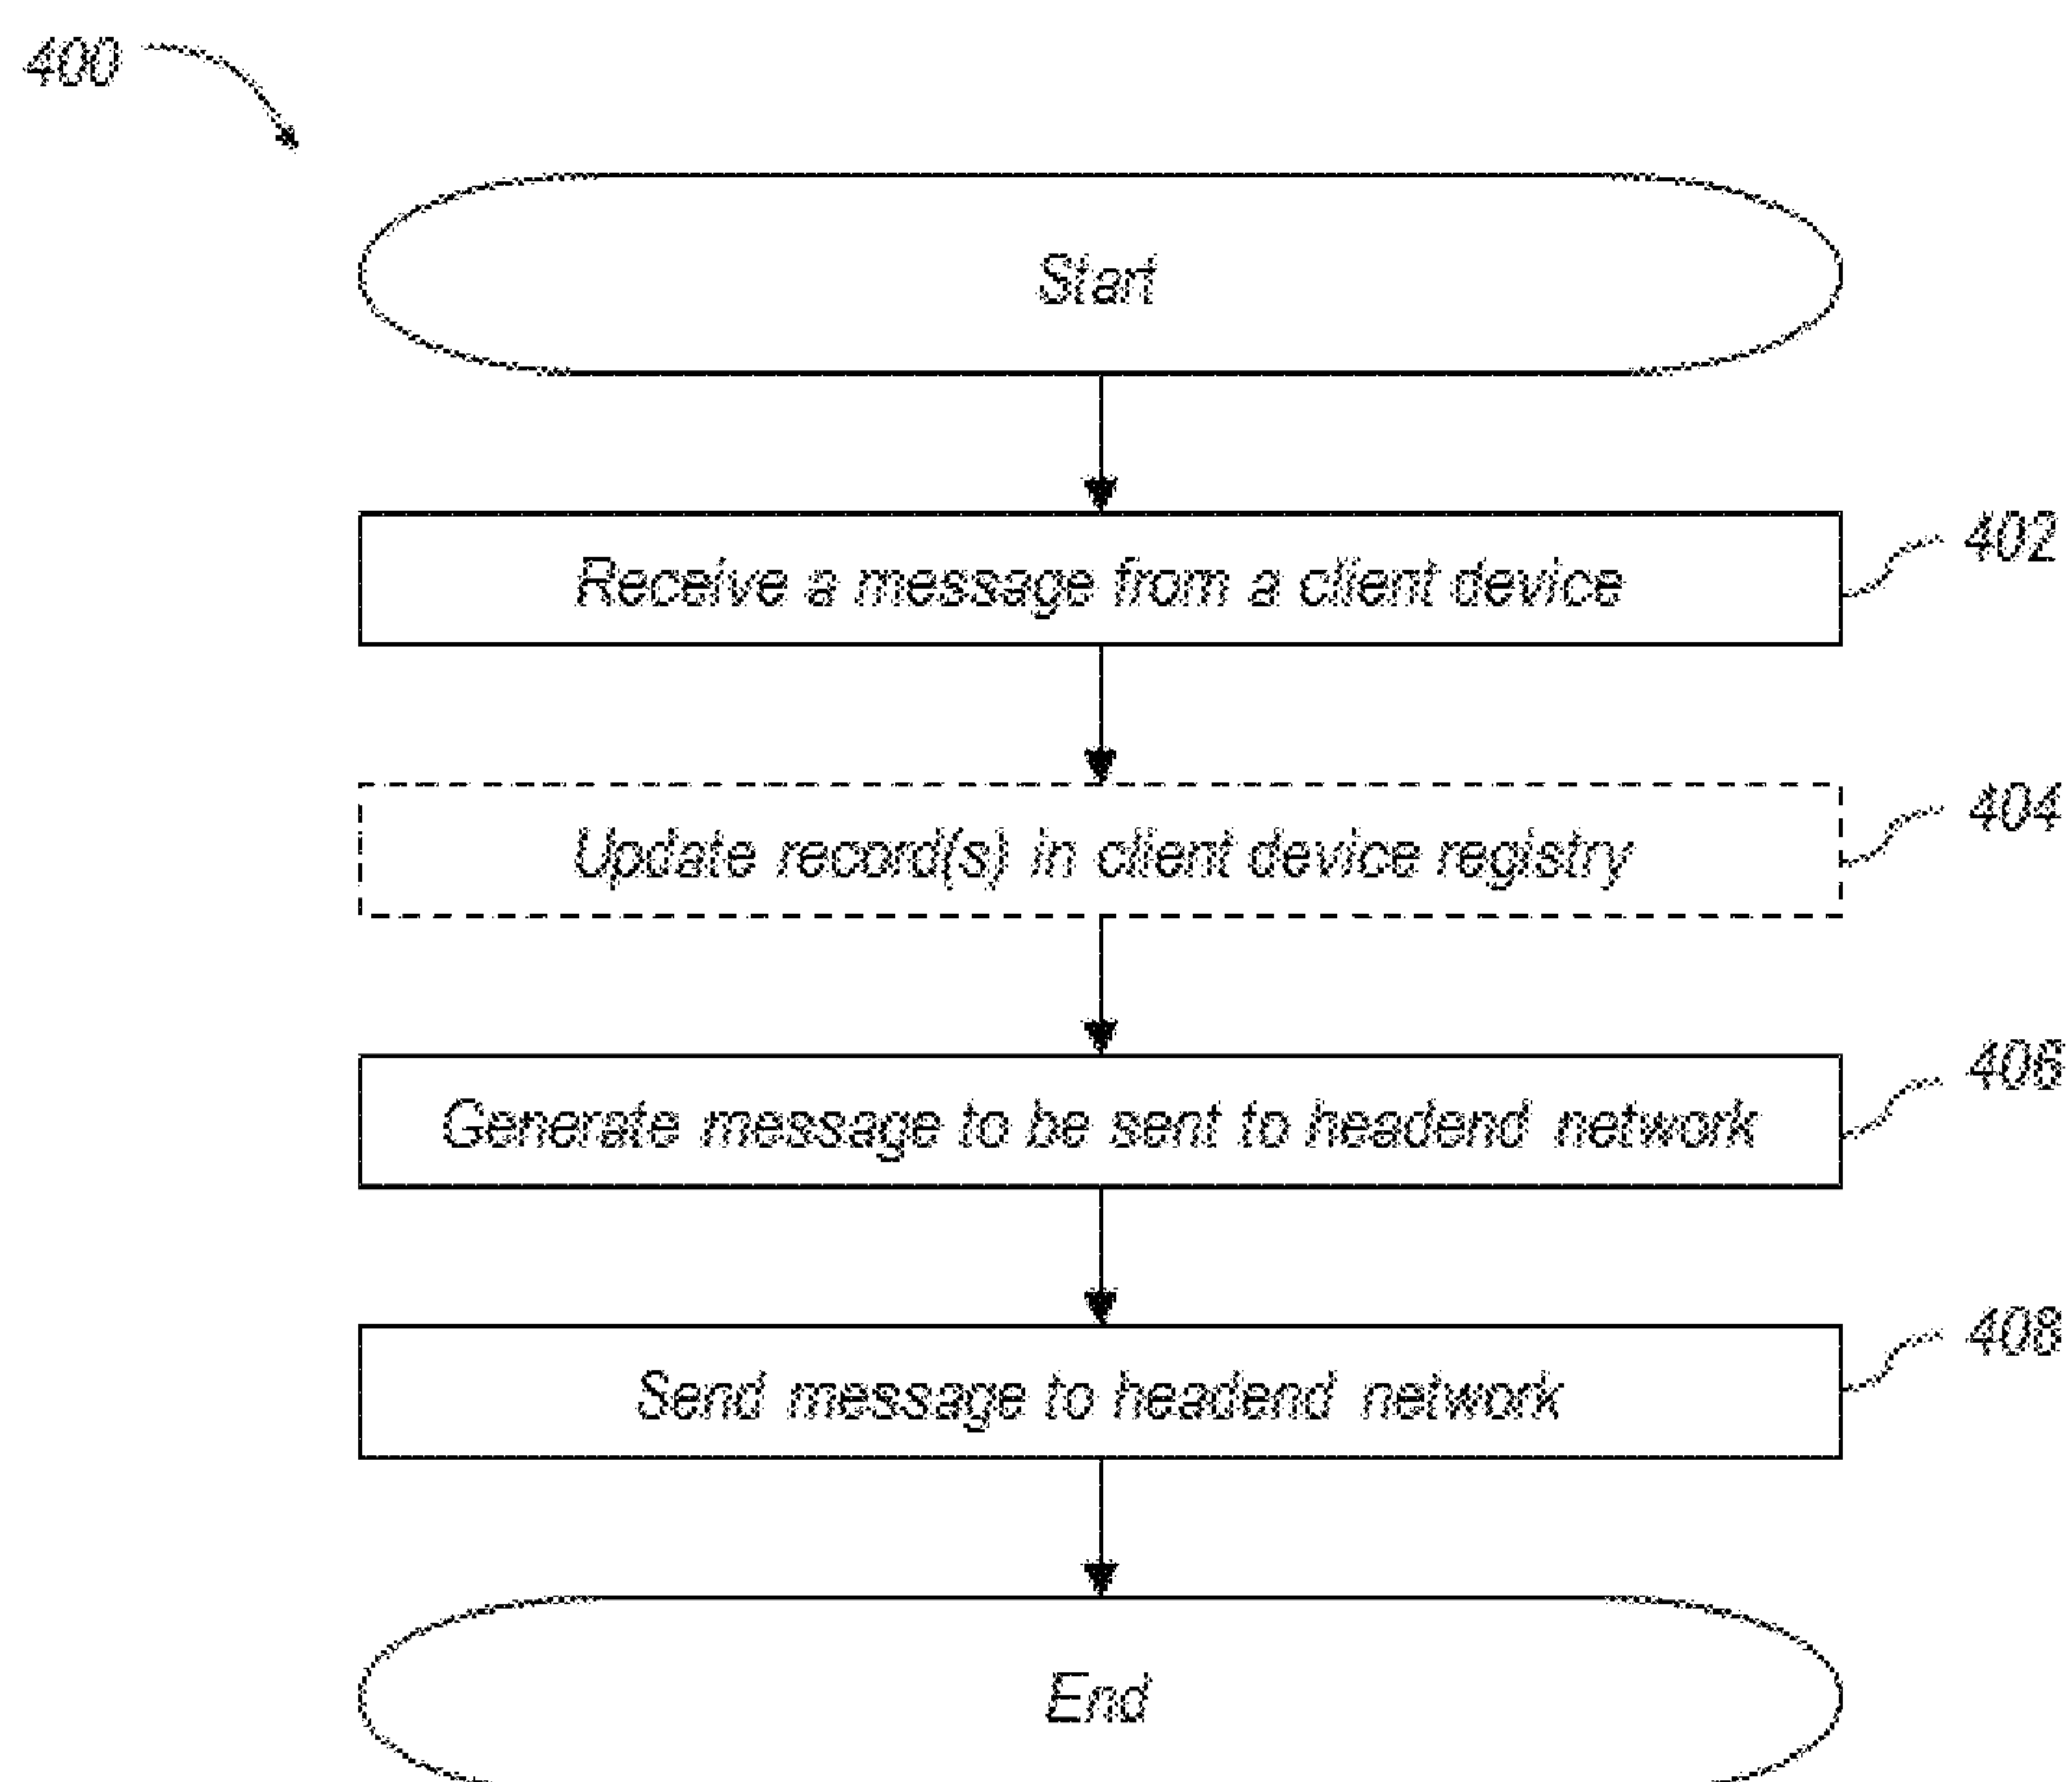 400
Start
Receive a message from a client device
402
Update record(s) in client device registry
404
Generate message to be sent to headend network
406
Send message to headend network
408
End